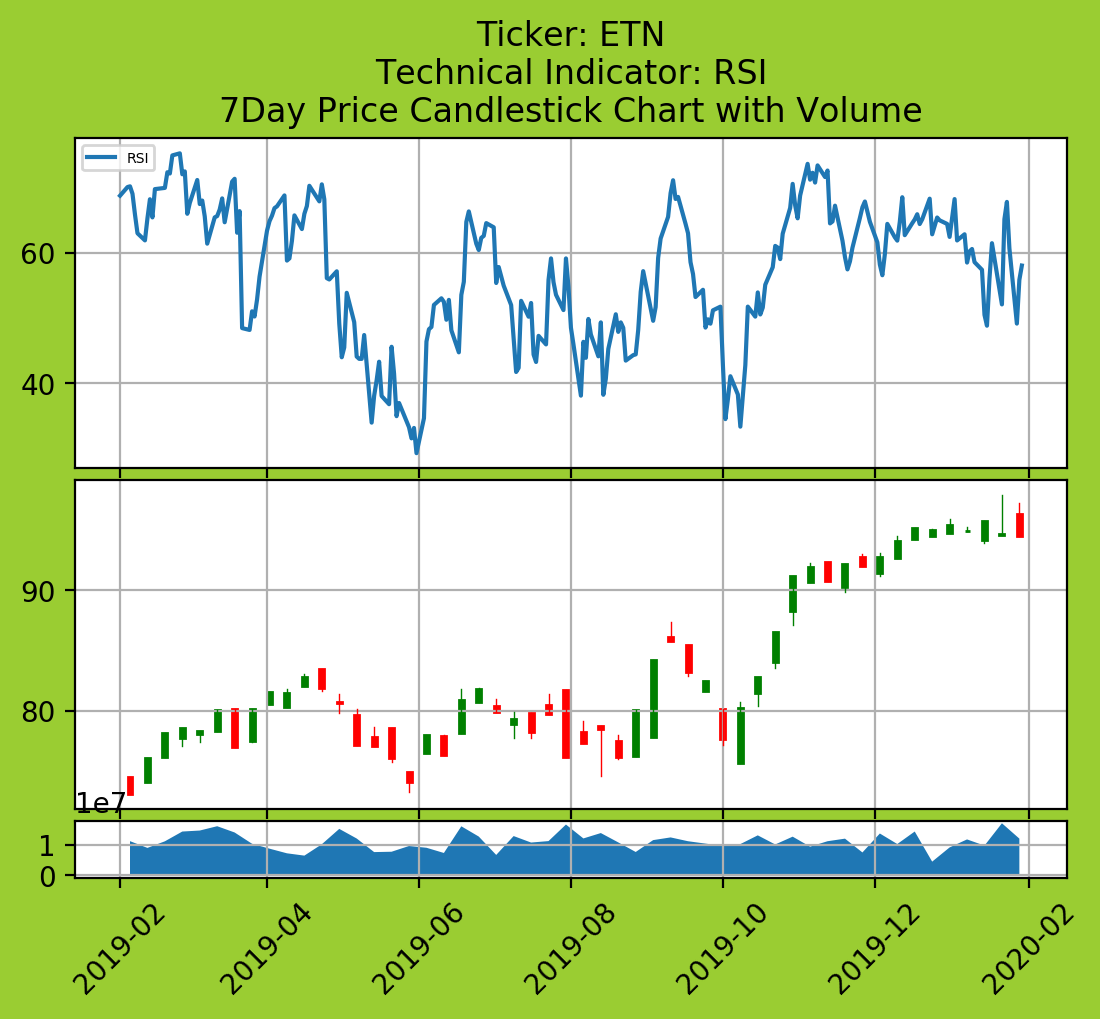 Ticker: ETN
Technical Indicator: RSI
7Day Price Candlestick Chart with Volume
RSI
60
40
90
80
1e7
1
0
2019-02
2019-04
2019-06
2019-08
2019-10
2019-12
2020-02